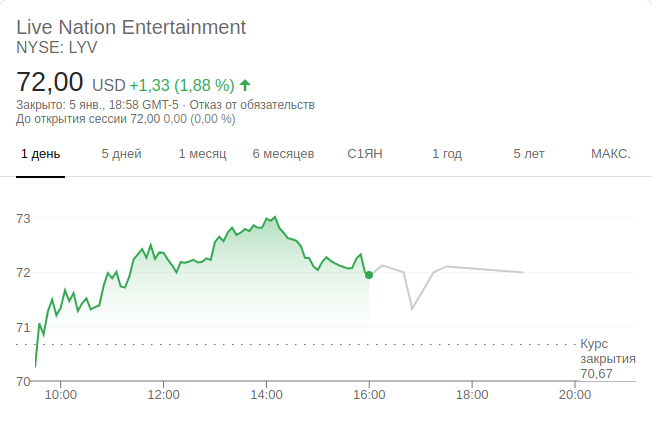 Live Nation Entertainment
NYSE: LYV
72,00 USD +1,33 (1,88 %)
Закрыто: 5 янв., 18:58 GMT-5 · Отказ от обязательств
До открытия сессии 72,00 0,00 (0,00 %)
1 день 5 дней 1 месяц 6 месяцев С1ЯН 1 год 5 лет МАКС.
73
72
71
Курс
закрытия
70,67
70
10:00 12:00 14:00 16:00 18:00 20:00